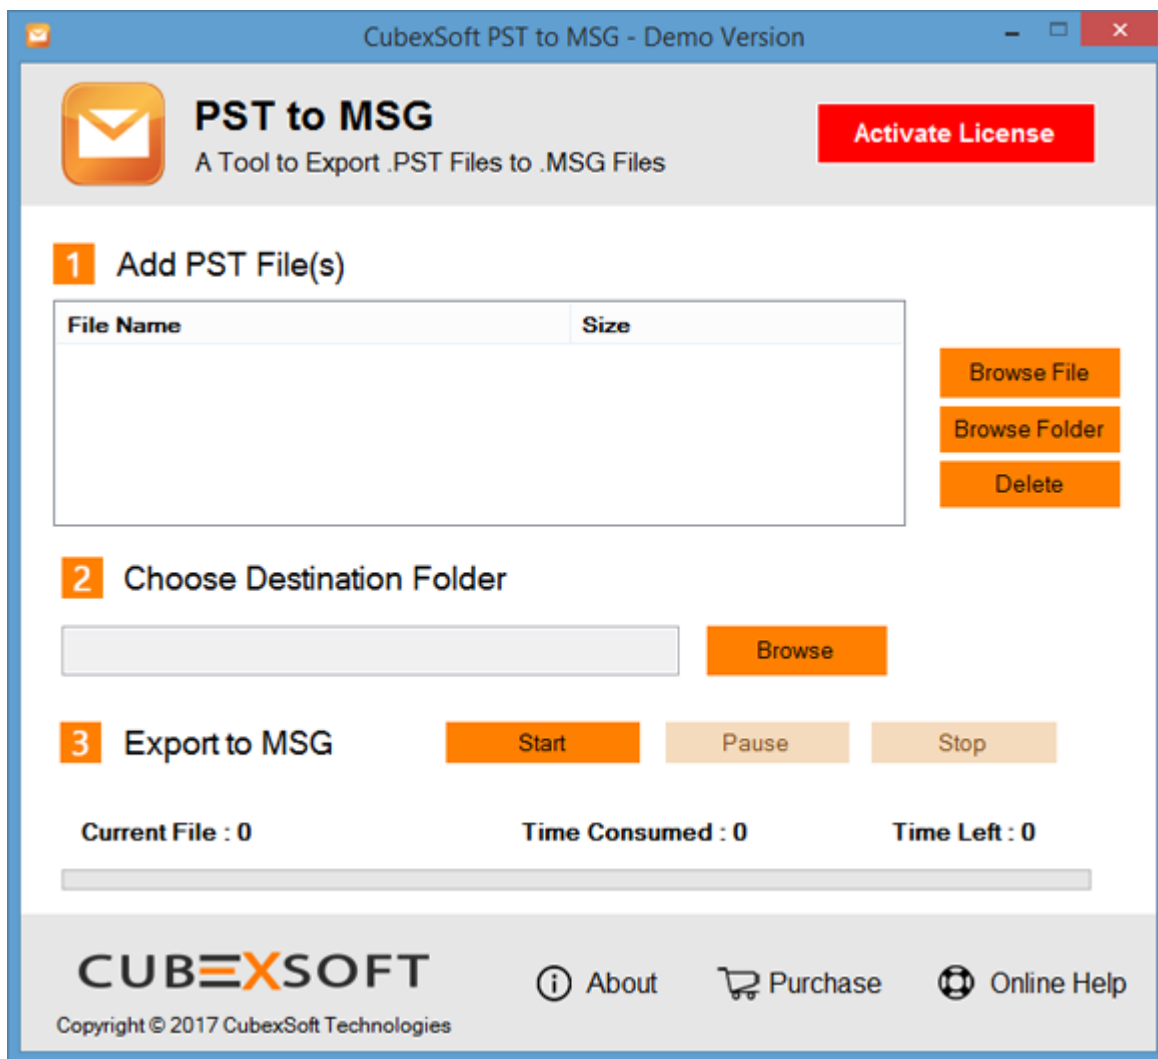 CubexSoft PST to MSG - Demo Version
PST to MSG
A Tool to Export .PST Files to .MSG Files
Activate License
1 Add PST File(s)
File Name Size
Browse File
Browse Folder
Delete
2 Choose Destination Folder
Browse
3 Export to MSG Start Pause Stop
Current File : 0 Time Consumed : 0 Time Left : 0
CUBEXSOFT
About Purchase Online Help
Copyright © 2017 CubexSoft Technologies